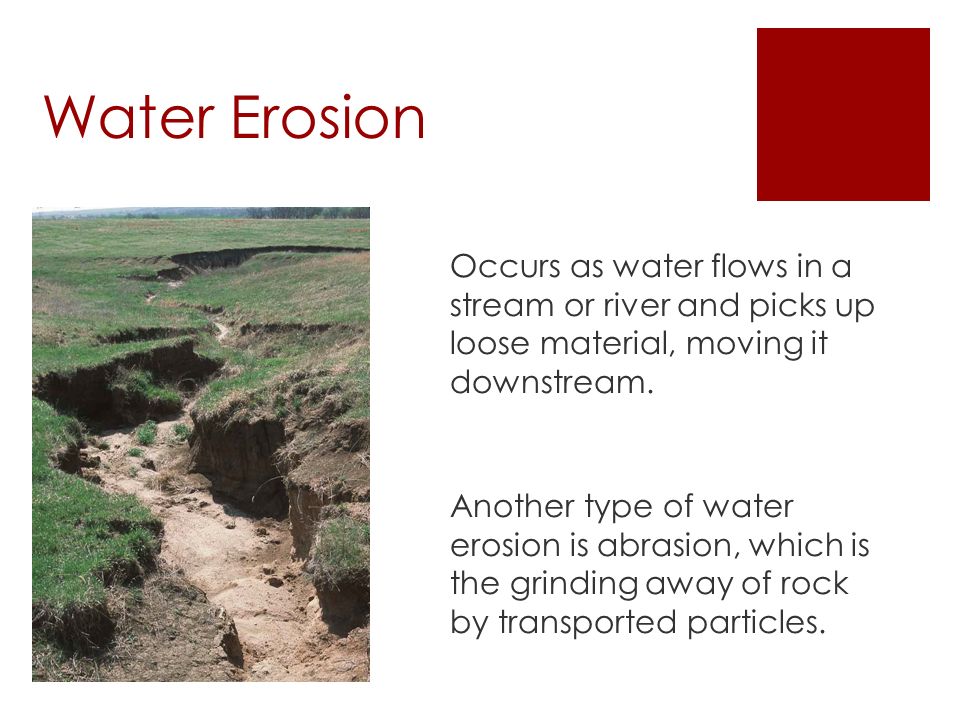 Water Erosion
Occurs as water flows in a
stream or river and picks up
loose material, moving it
downstream.
Another type of water
erosion is abrasion, which is
the grinding away of rock
by transported particles.